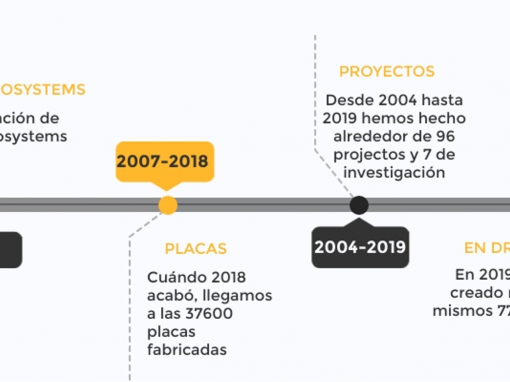 OSYSTEMS
ación de
osystems
2007-2018
PLACAS
Cuándo 2018
acabó, llegamos
a las 37600
placas
fabricadas
PROYECTOS
Desde 2004 hasta
2019 hemos hecho
alrededor de 96
projectos y 7 de
investigación
2004-2019
EN DR
En 2019
creado
mismos 77